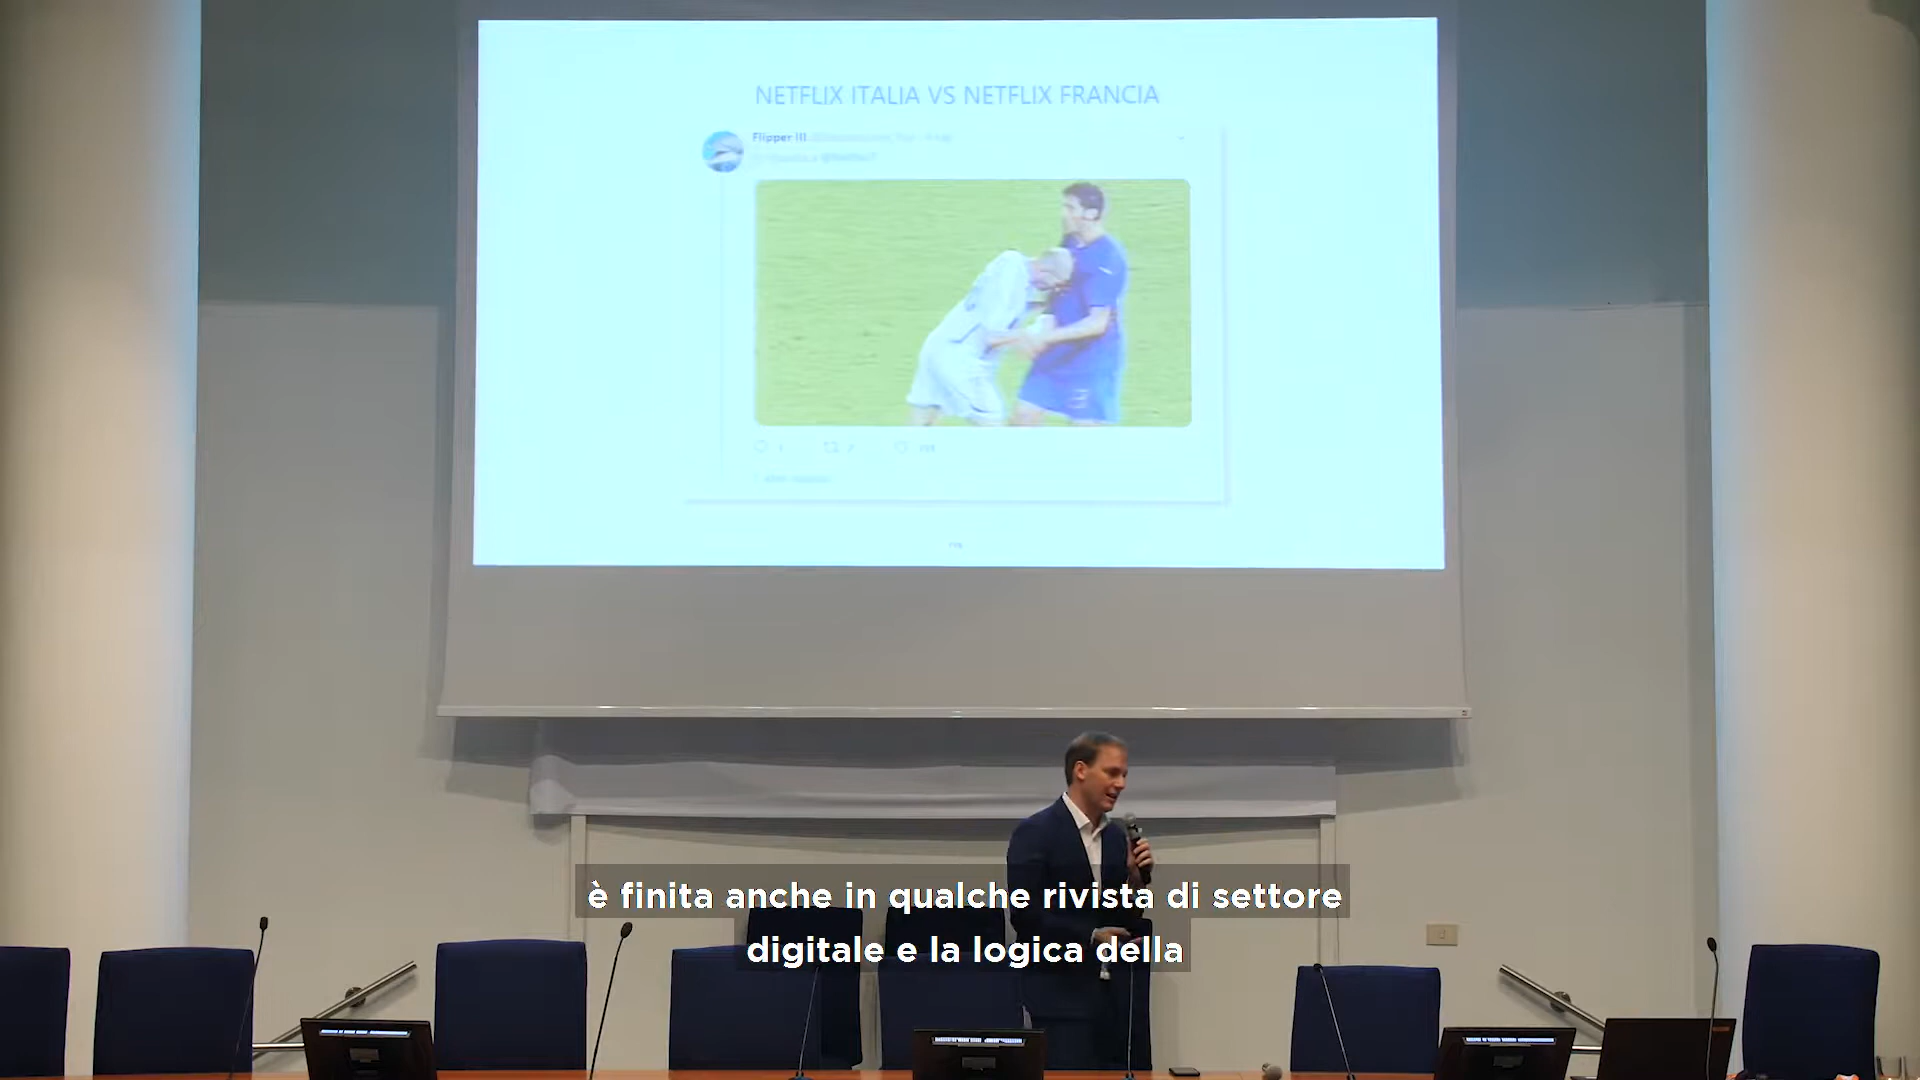 NETFLIX ITALIA VS NETFLIX FRANCIA
Flipper III
è finita anche in qualche rivista di settore
digitale e la logica della